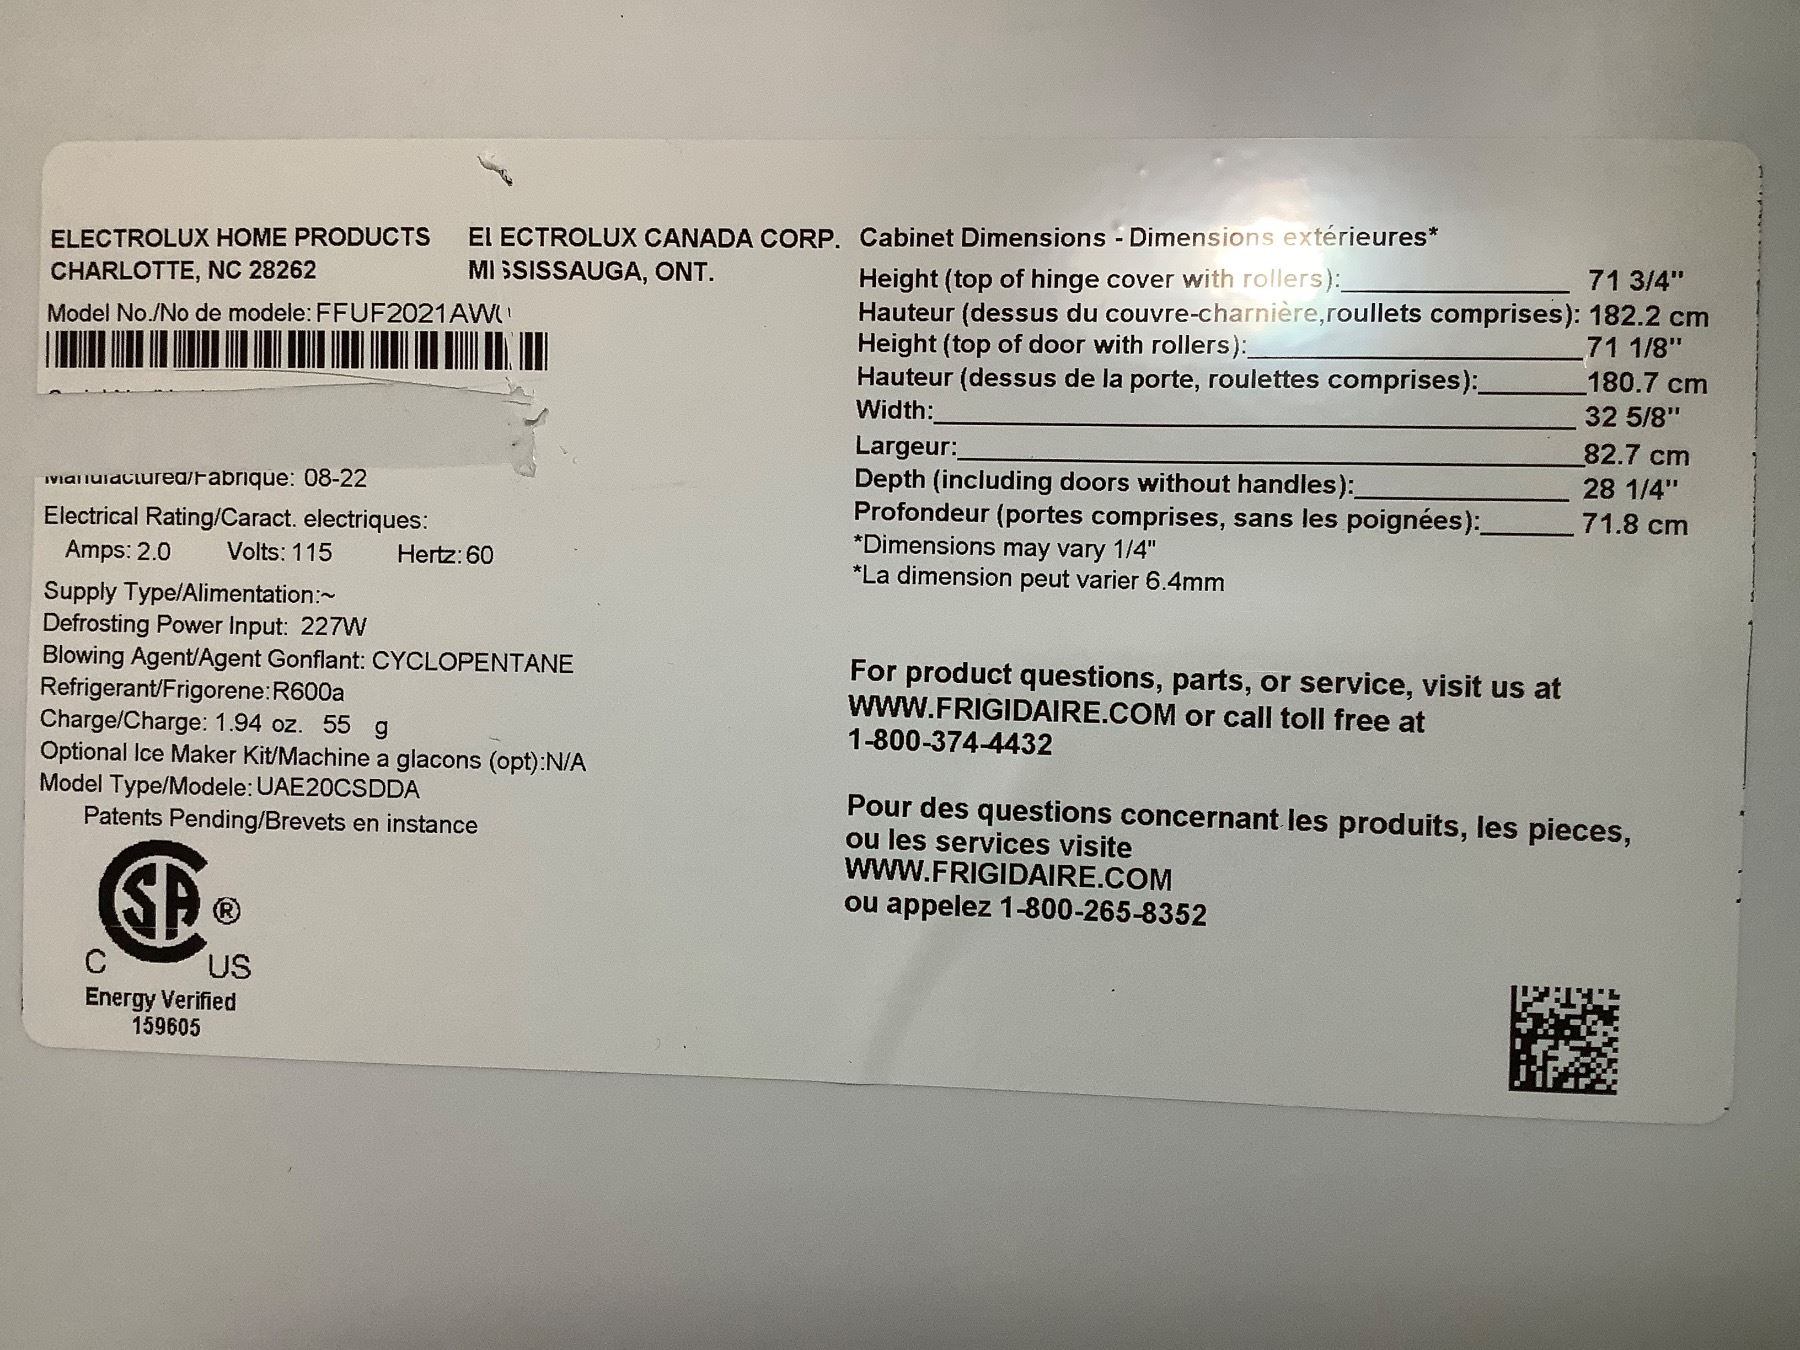 ELECTROLUX HOME PRODUCTS
CHARLOTTE, NC 28262
ELECTROLUX CANADA CORP.
MISSISSAUGA, ONT.
Model No./No de modele: FFUF2021AW
Manufactured/Fabrique: 08-22
Electrical Rating/Caract. electriques:
Amps: 2.0 Volts: 115 Hertz: 60
Supply Type/Alimentation:~
Defrosting Power Input: 227W
Blowing Agent/Agent Gonflant: CYCLOPENTANE
Refrigerant/Frigorene: R600a
Charge/Charge: 1.94 oz. 55 g
Optional Ice Maker Kit/Machine a glacons (opt):N/A
Model Type/Modele: UAE20CSDDA
Patents Pending/Brevets en instance
CSA ®
C US
Energy Verified
159605
Cabinet Dimensions - Dimensions extérieures*
Height (top of hinge cover with rollers): 71 3/4"
Hauteur (dessus du couvre-charnière,roullets comprises): 182.2 cm
Height (top of door with rollers): 71 1/8"
Hauteur (dessus de la porte, roulettes comprises): 180.7 cm
Width: 32 5/8"
Largeur: 82.7 cm
Depth (including doors without handles): 28 1/4"
Profondeur (portes comprises, sans les poignées): 71.8 cm
*Dimensions may vary 1/4"
*La dimension peut varier 6.4mm
For product questions, parts, or service, visit us at
WWW.FRIGIDAIRE.COM or call toll free at
1-800-374-4432
Pour des questions concernant les produits, les pieces,
ou les services visite
WWW.FRIGIDAIRE.COM
ou appelez 1-800-265-8352